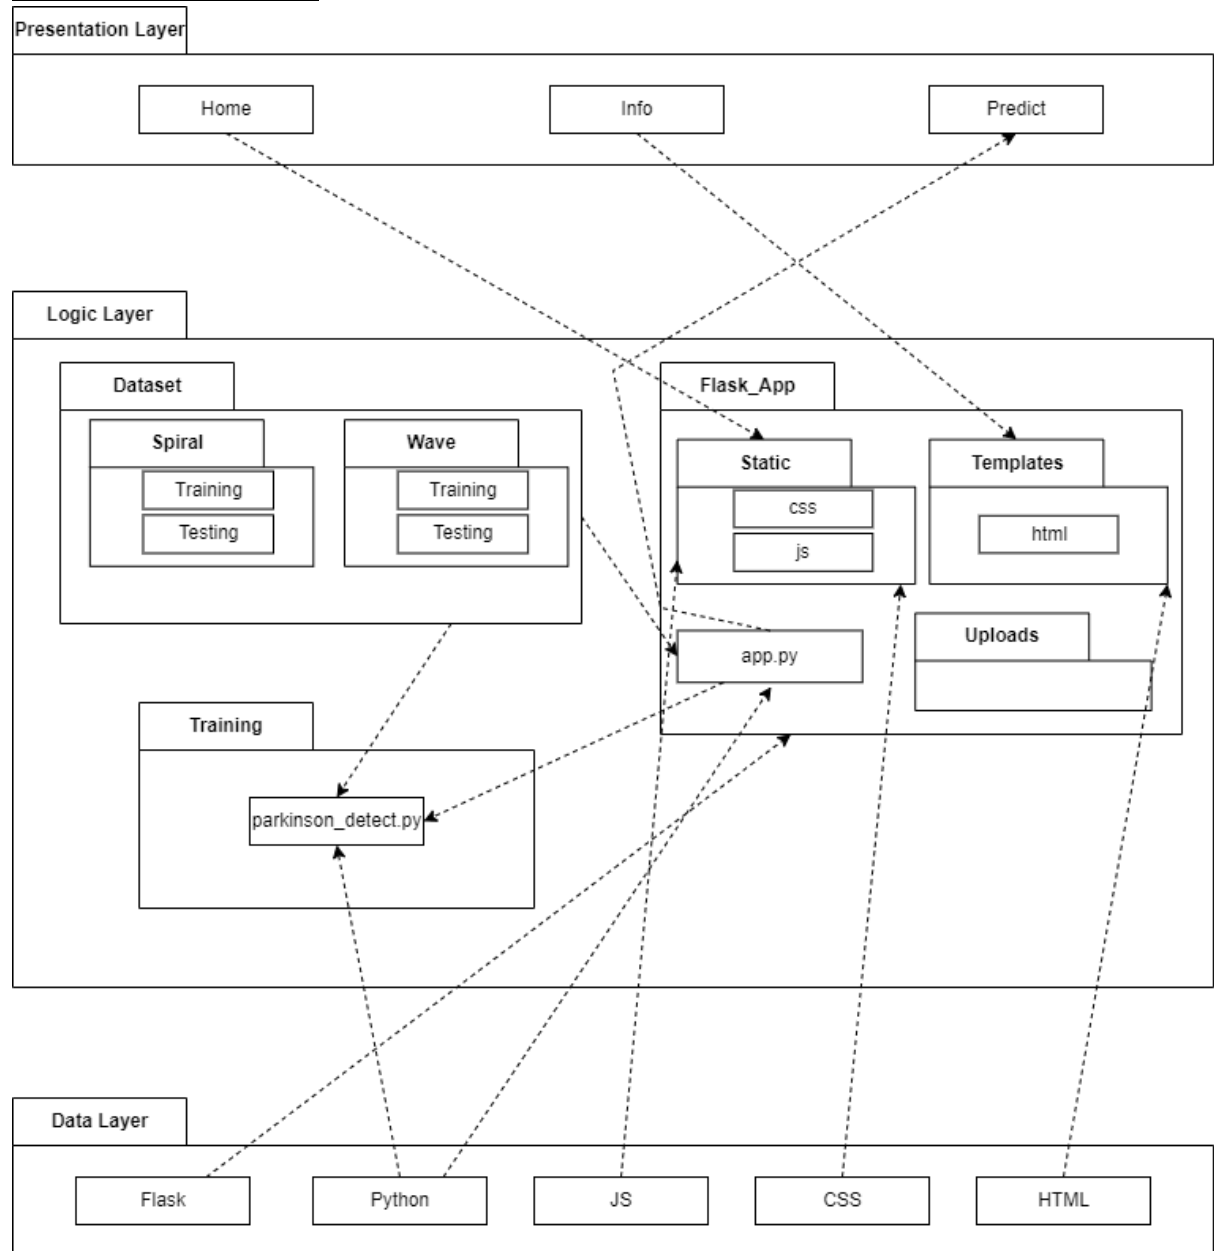 Presentation Layer
Home
Info
Predict
Logic Layer
Dataset
Flask_App
Spiral
Wave
Training
Testing
Training
Testing
Static
Templates
css
js
html
app.py
Uploads
Training
parkinson_detect.py
Data Layer
Flask
Python
JS
CSS
HTML